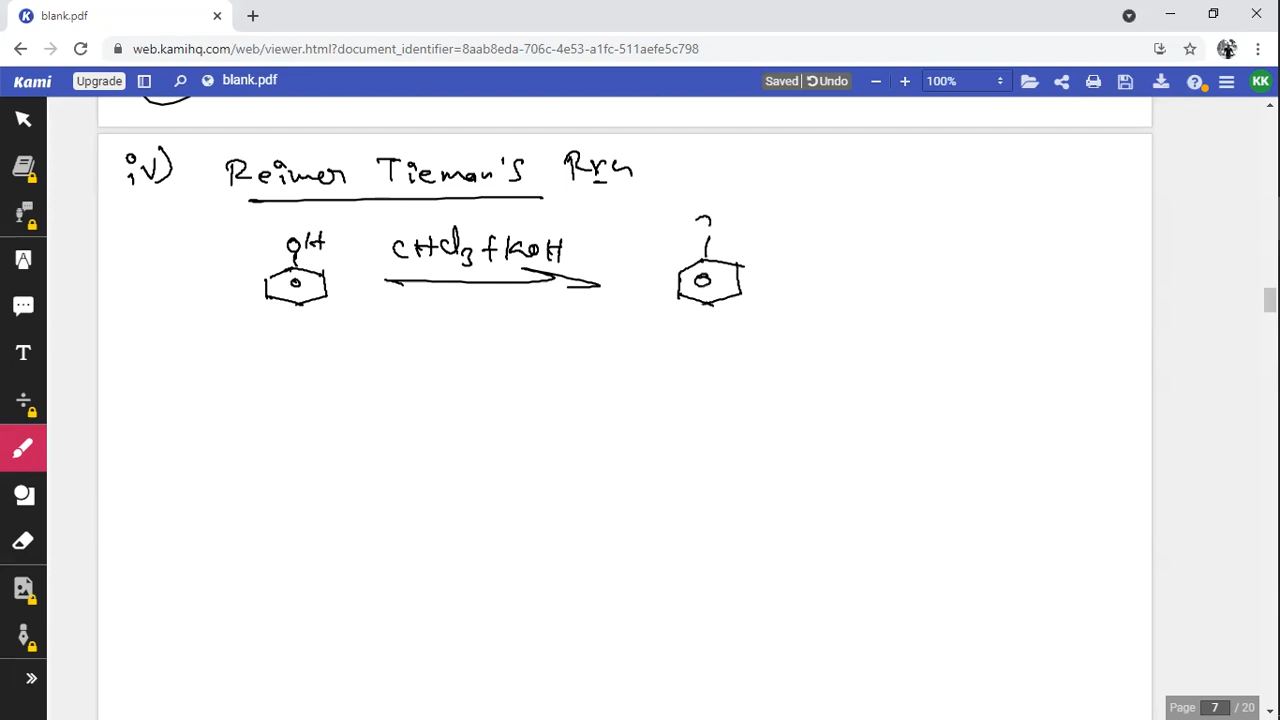 blank.pdf
web.kamihq.com/web/viewer.html?document_identifier=8aab8eda-706c-4e53-a1fc-511aefe5c798
Kami Upgrade blank.pdf Saved Undo 100% KK
iv) Reimer Tieman's Rxn
OH CHCl3 + KOH
Page 7 / 20